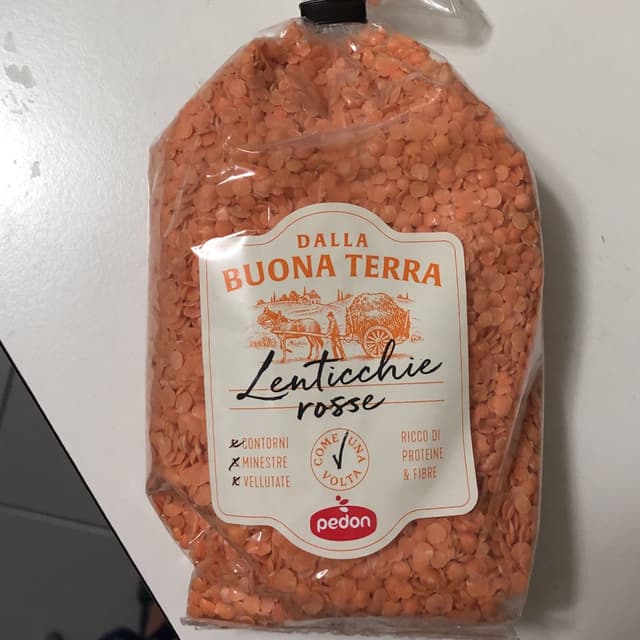 DALLA
BUONA TERRA
Lenticchie
rosse
CONTORNI
MINESTRE
VELLUTATE
COME UNA
VOLTA
RICCO DI
PROTEINE
& FIBRE
pedon